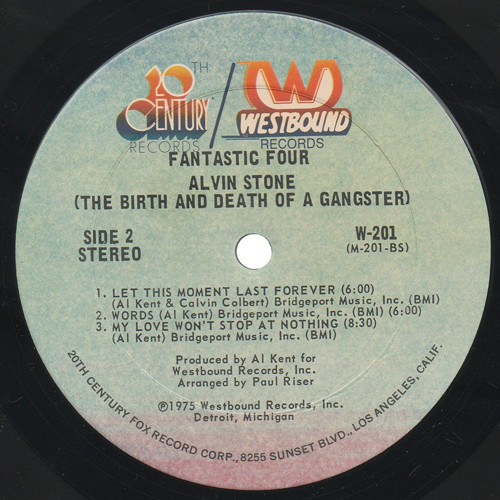 20TH CENTURY RECORDS / W WESTBOUND RECORDS
FANTASTIC FOUR
ALVIN STONE
(THE BIRTH AND DEATH OF A GANGSTER)
SIDE 2
STEREO
W-201
(M-201-BS)
1. LET THIS MOMENT LAST FOREVER (6:00)
(Al Kent & Calvin Colbert) Bridgeport Music, Inc. (BMI)
2. WORDS (Al Kent) Bridgeport Music, Inc. (BMI) (6:00)
3. MY LOVE WON'T STOP AT NOTHING (8:30)
(Al Kent) Bridgeport Music, Inc. (BMI)
Produced by Al Kent for
Westbound Records, Inc.
Arranged by Paul Riser
℗1975 Westbound Records, Inc.
Detroit, Michigan
20TH CENTURY FOX RECORD CORP., 8255 SUNSET BLVD., LOS ANGELES, CALIF.